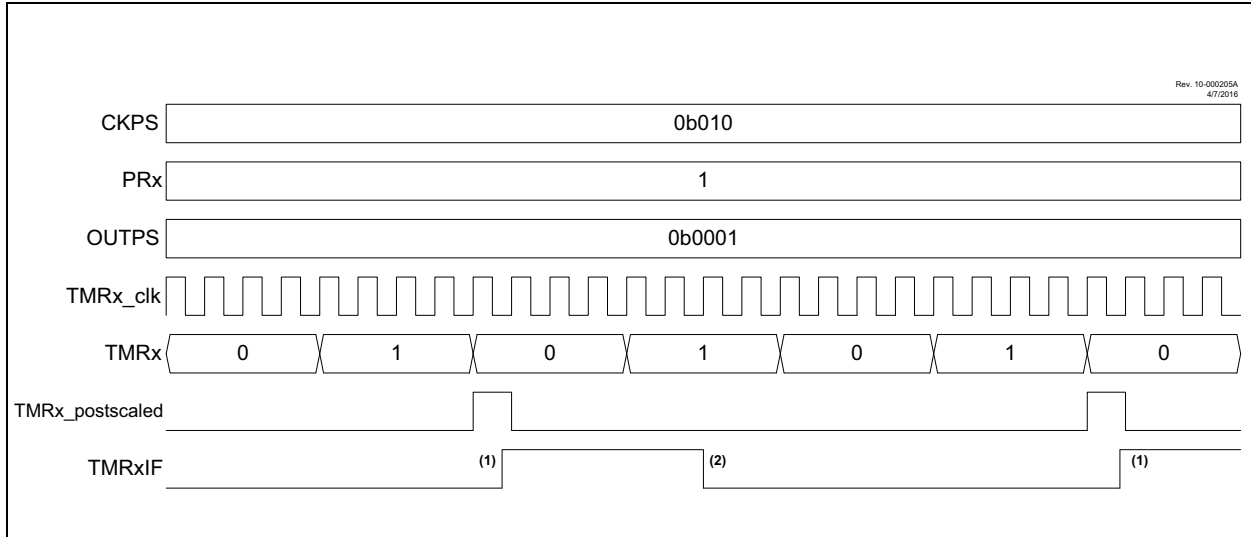 Rev. 10-000205A
4/7/2016
CKPS 0b010
PRx 1
OUTPS 0b0001
TMRx_clk
TMRx 0 1 0 1 0 1 0
TMRx_postscaled
TMRxIF (1) (2) (1)